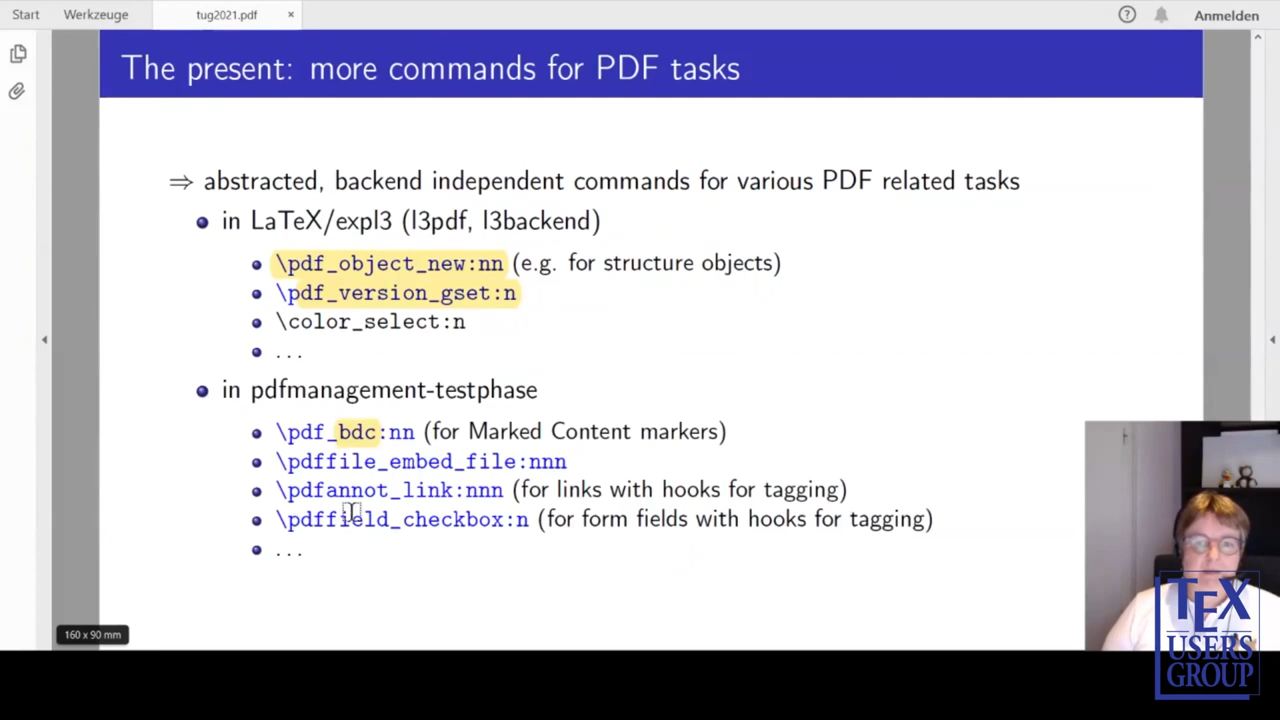 Start Werkzeuge tug2021.pdf × ? Anmelden
The present: more commands for PDF tasks
⇒ abstracted, backend independent commands for various PDF related tasks
• in LaTeX/expl3 (l3pdf, l3backend)
• \pdf_object_new:nn (e.g. for structure objects)
• \pdf_version_gset:n
• \color_select:n
• ...
• in pdfmanagement-testphase
• \pdf_bdc:nn (for Marked Content markers)
• \pdffile_embed_file:nnn
• \pdfannot_link:nnn (for links with hooks for tagging)
• \pdffield_checkbox:n (for form fields with hooks for tagging)
• ...
160 x 90 mm
TEX
USERS
GROUP